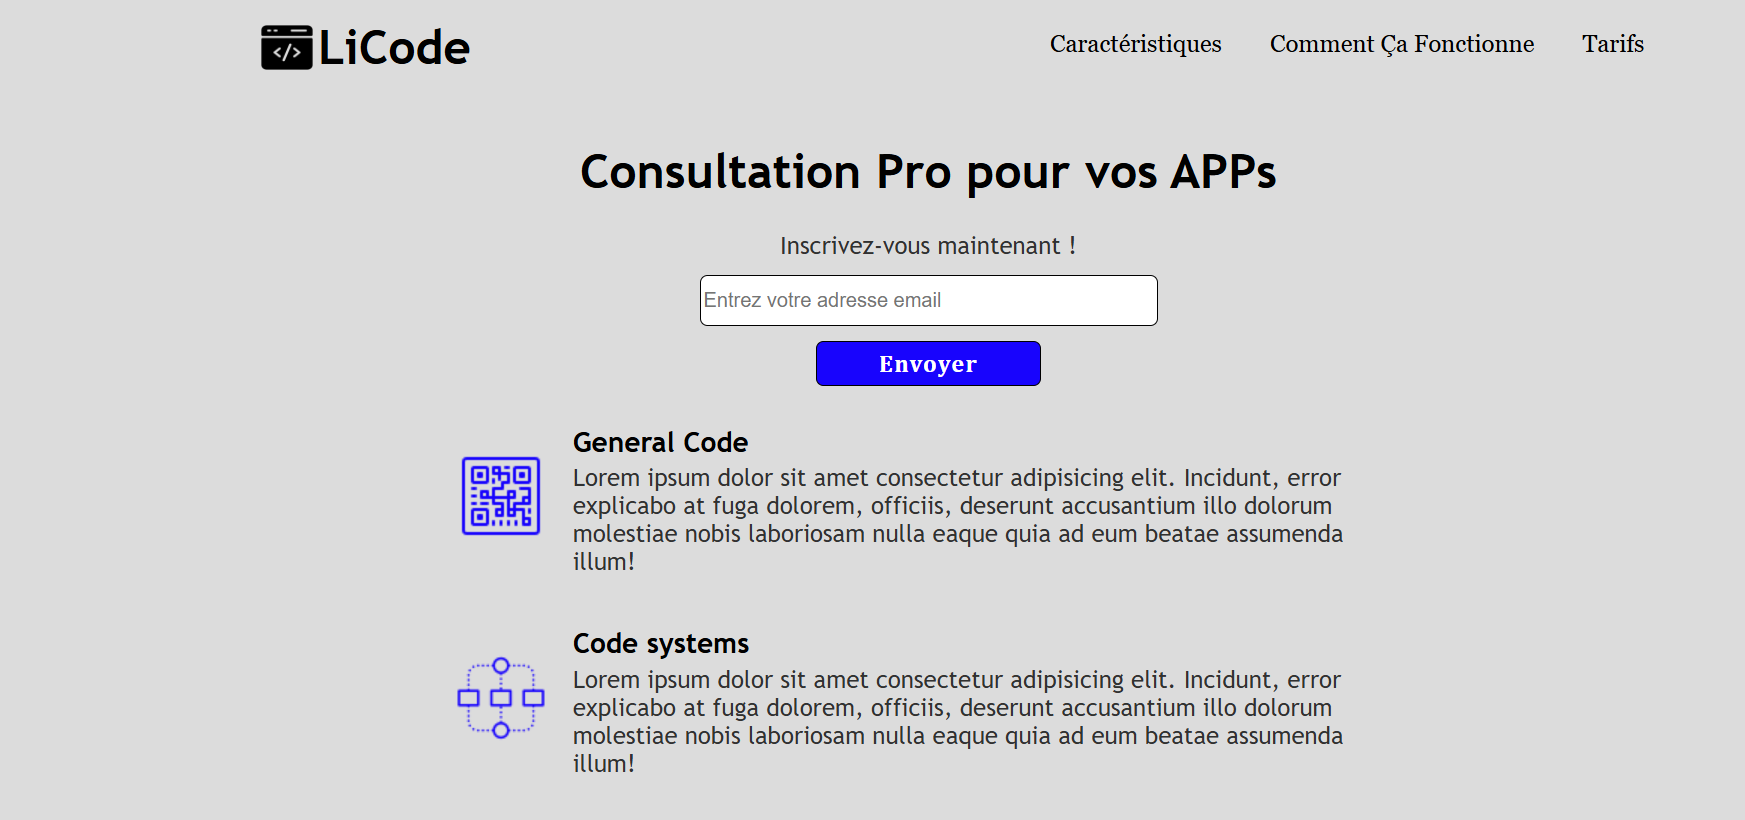 </> LiCode
Caractéristiques Comment Ça Fonctionne Tarifs
Consultation Pro pour vos APPs
Inscrivez-vous maintenant !
Entrez votre adresse email
Envoyer
General Code
Lorem ipsum dolor sit amet consectetur adipisicing elit. Incidunt, error
explicabo at fuga dolorem, officiis, deserunt accusantium illo dolorum
molestiae nobis laboriosam nulla eaque quia ad eum beatae assumenda
illum!
Code systems
Lorem ipsum dolor sit amet consectetur adipisicing elit. Incidunt, error
explicabo at fuga dolorem, officiis, deserunt accusantium illo dolorum
molestiae nobis laboriosam nulla eaque quia ad eum beatae assumenda
illum!